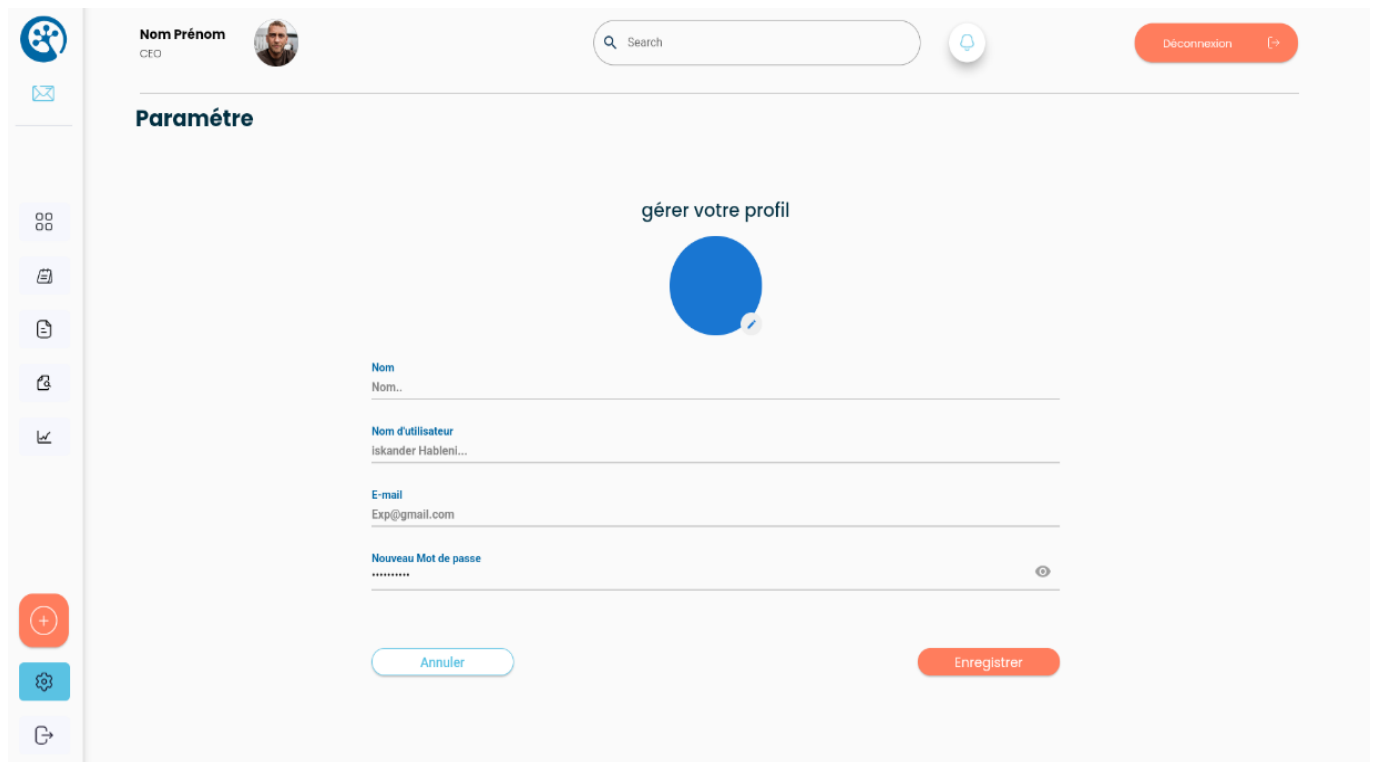 Nom Prénom
CEO
Search
Déconnexion
Paramétre
gérer votre profil
Nom
Nom..
Nom d'utilisateur
iskander Hableni...
E-mail
Exp@gmail.com
Nouveau Mot de passe
••••••••••
Annuler
Enregistrer